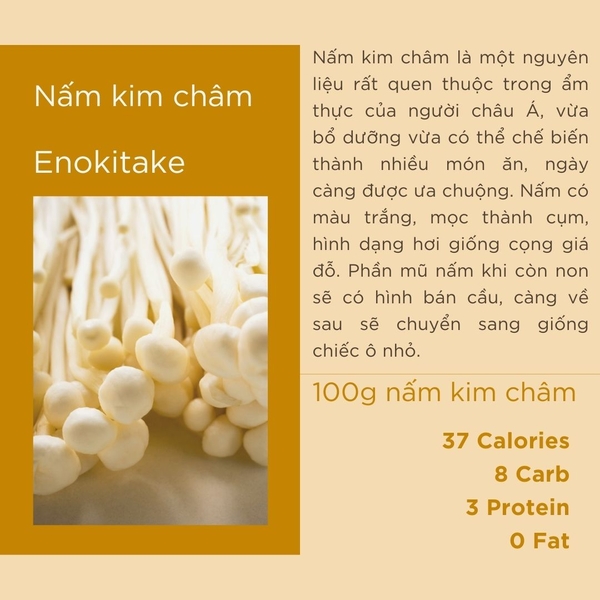 Nấm kim châm
Enokitake
Nấm kim châm là một nguyên
liệu rất quen thuộc trong ẩm
thực của người châu Á, vừa
bổ dưỡng vừa có thể chế biến
thành nhiều món ăn, ngày
càng được ưa chuộng. Nấm có
màu trắng, mọc thành cụm,
hình dạng hơi giống cọng giá
đỗ. Phần mũ nấm khi còn non
sẽ có hình bán cầu, càng về
sau sẽ chuyển sang giống
chiếc ô nhỏ.
100g nấm kim châm
37 Calories
8 Carb
3 Protein
0 Fat